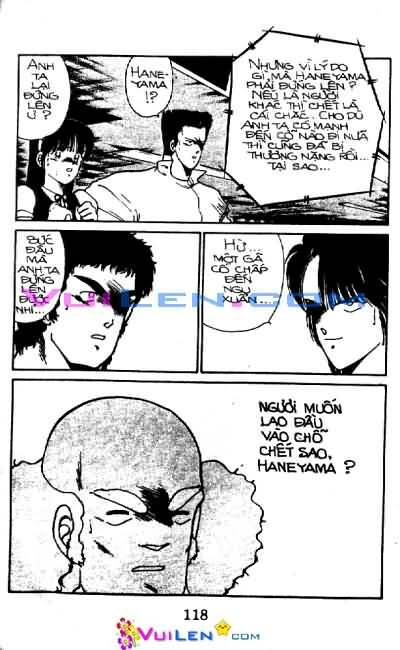 ANH
TA
LẠI
ĐỨNG
LÊN
Ư ?
HANE-
YAMA
!?
NHƯNG VÌ LÝ DO
GÌ, MÀ HANEYAMA
PHẢI ĐỨNG LÊN ?
NẾU LÀ NGƯỜI
KHÁC THÌ CHẾT LÀ
CÁI CHẮC. CHO DÙ
ANH TA CÓ MẠNH
ĐẾN CỠ NÀO ĐI NỮA
THÌ CŨNG ĐÃ BỊ
THƯƠNG NẶNG RỒI...
TẠI SAO...
BỨC
ĐẦU
MÀ
ANH TA
ĐỨNG
LÊN
ĐƯỢC
NHỈ...
HỪ...
MỘT GÃ
CỐ CHẤP
ĐẾN
NGU
XUẨN...
VUILEN.COM
NGƯƠI MUỐN
LAO ĐẦU
VÀO CHỖ
CHẾT SAO,
HANEYAMA ?
118
VUILEN.COM